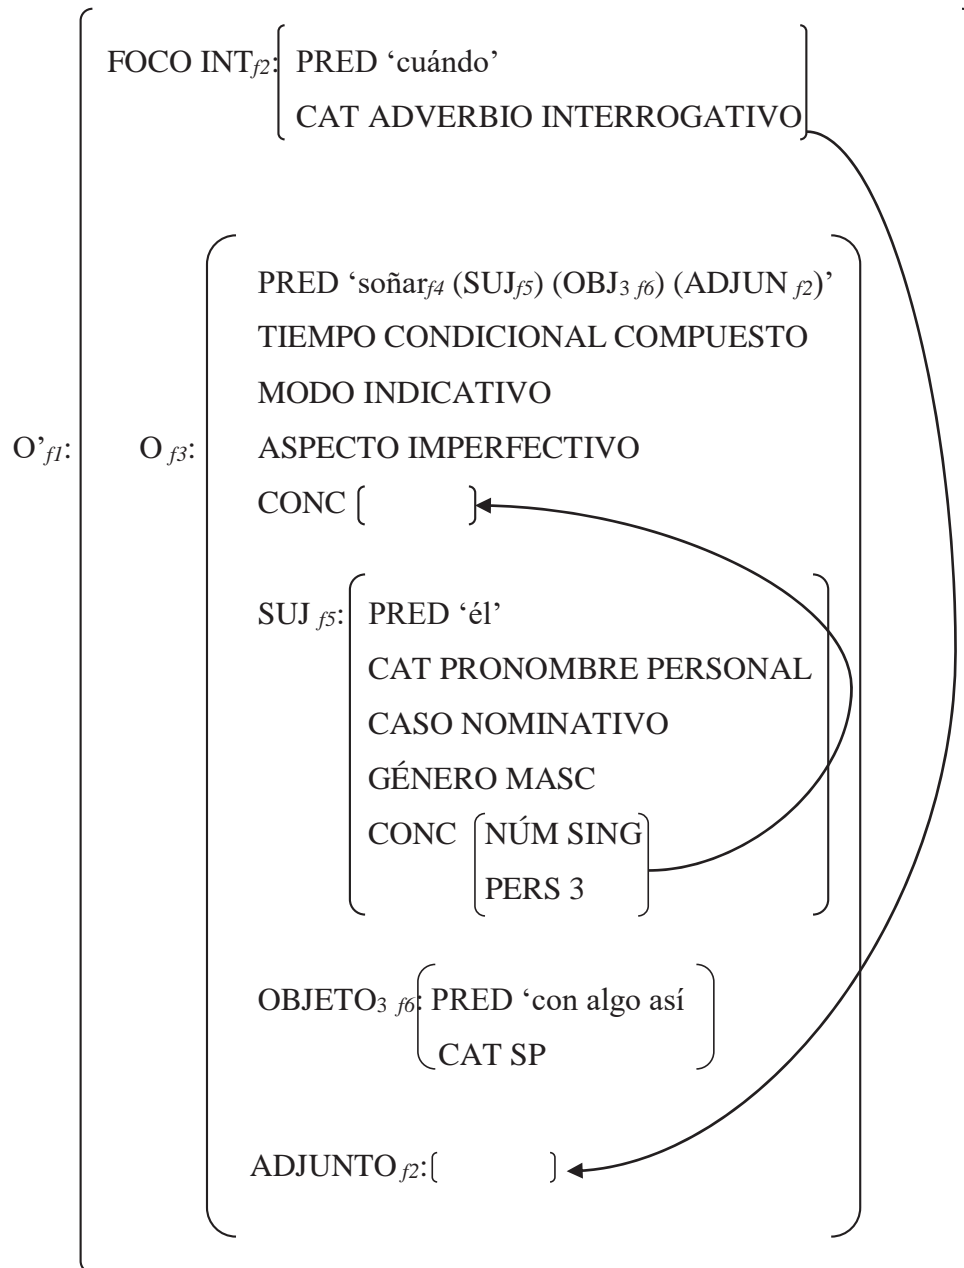 FOCO INTf2: PRED ‘cuándo’
CAT ADVERBIO INTERROGATIVO
PRED ‘soñarf4 (SUJf5) (OBJ3 f6) (ADJUN f2)’
TIEMPO CONDICIONAL COMPUESTO
MODO INDICATIVO
O’f1: O f3: ASPECTO IMPERFECTIVO
CONC
SUJ f5: PRED ‘él’
CAT PRONOMBRE PERSONAL
CASO NOMINATIVO
GÉNERO MASC
CONC NÚM SING
PERS 3
OBJETO3 f6: PRED ‘con algo así
CAT SP
ADJUNTO f2: